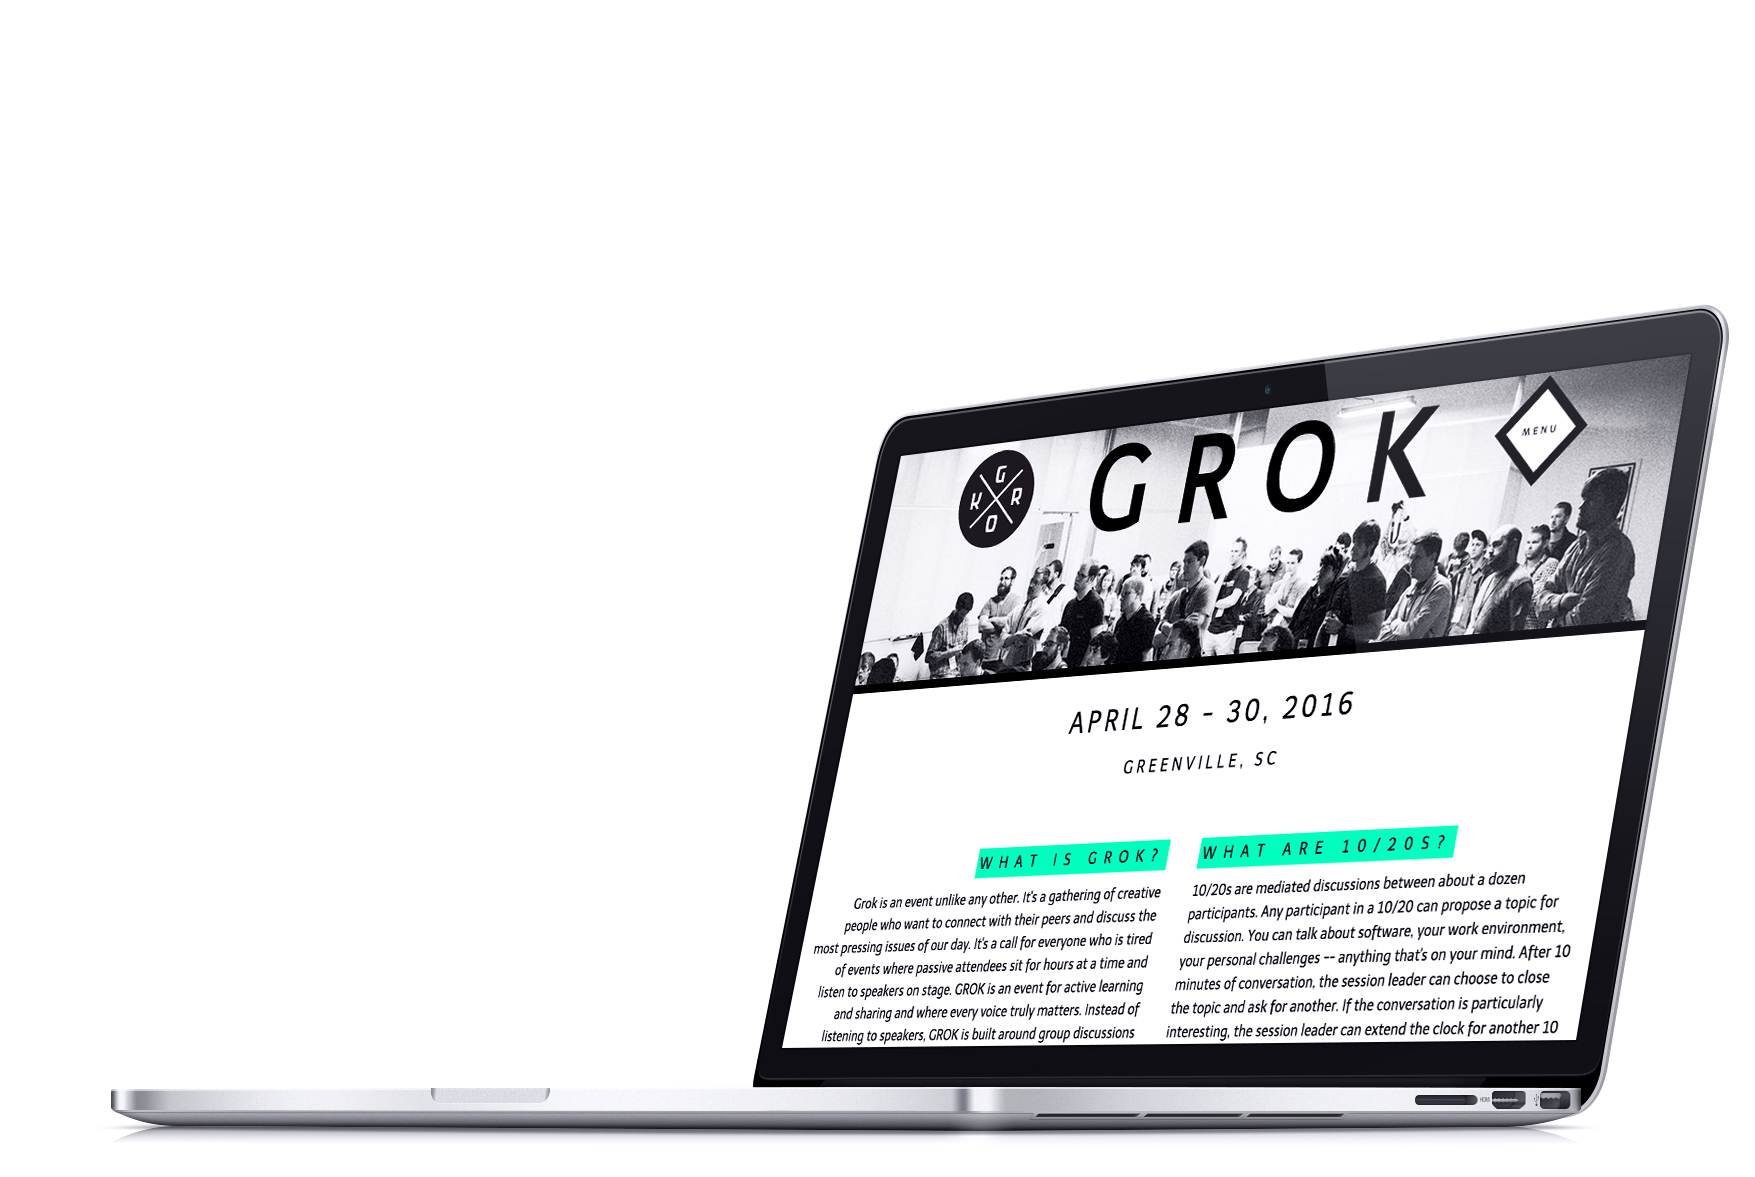 G
K R
O
GROK
MENU
APRIL 28 - 30, 2016
GREENVILLE, SC
WHAT IS GROK?
Grok is an event unlike any other. It's a gathering of creative
people who want to connect with their peers and discuss the
most pressing issues of our day. It's a call for everyone who is tired
of events where passive attendees sit for hours at a time and
listen to speakers on stage. GROK is an event for active learning
and sharing and where every voice truly matters. Instead of
listening to speakers, GROK is built around group discussions
WHAT ARE 10/20S?
10/20s are mediated discussions between about a dozen
participants. Any participant in a 10/20 can propose a topic for
discussion. You can talk about software, your work environment,
your personal challenges -- anything that's on your mind. After 10
minutes of conversation, the session leader can choose to close
the topic and ask for another. If the conversation is particularly
interesting, the session leader can extend the clock for another 10
HDMI